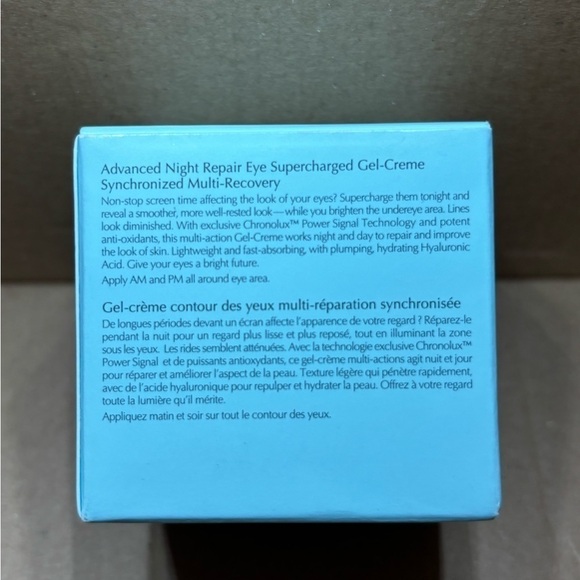 Advanced Night Repair Eye Supercharged Gel-Creme
Synchronized Multi-Recovery
Non-stop screen time affecting the look of your eyes? Supercharge them tonight and
reveal a smoother, more well-rested look—while you brighten the undereye area. Lines
look diminished. With exclusive Chronolux™ Power Signal Technology and potent
anti-oxidants, this multi-action Gel-Creme works night and day to repair and improve
the look of skin. Lightweight and fast-absorbing, with plumping, hydrating Hyaluronic
Acid. Give your eyes a bright future.
Apply AM and PM all around eye area.
Gel-crème contour des yeux multi-réparation synchronisée
De longues périodes devant un écran affecte l'apparence de votre regard ? Réparez-le
pendant la nuit pour un regard plus lisse et plus reposé, tout en illuminant la zone
sous les yeux. Les rides semblent atténuées. Avec la technologie exclusive Chronolux™
Power Signal et de puissants antioxydants, ce gel-crème multi-actions agit nuit et jour
pour réparer et améliorer l'aspect de la peau. Texture légère qui pénètre rapidement,
avec de l'acide hyaluronique pour repulper et hydrater la peau. Offrez à votre regard
toute la lumière qu'il mérite.
Appliquez matin et soir sur tout le contour des yeux.